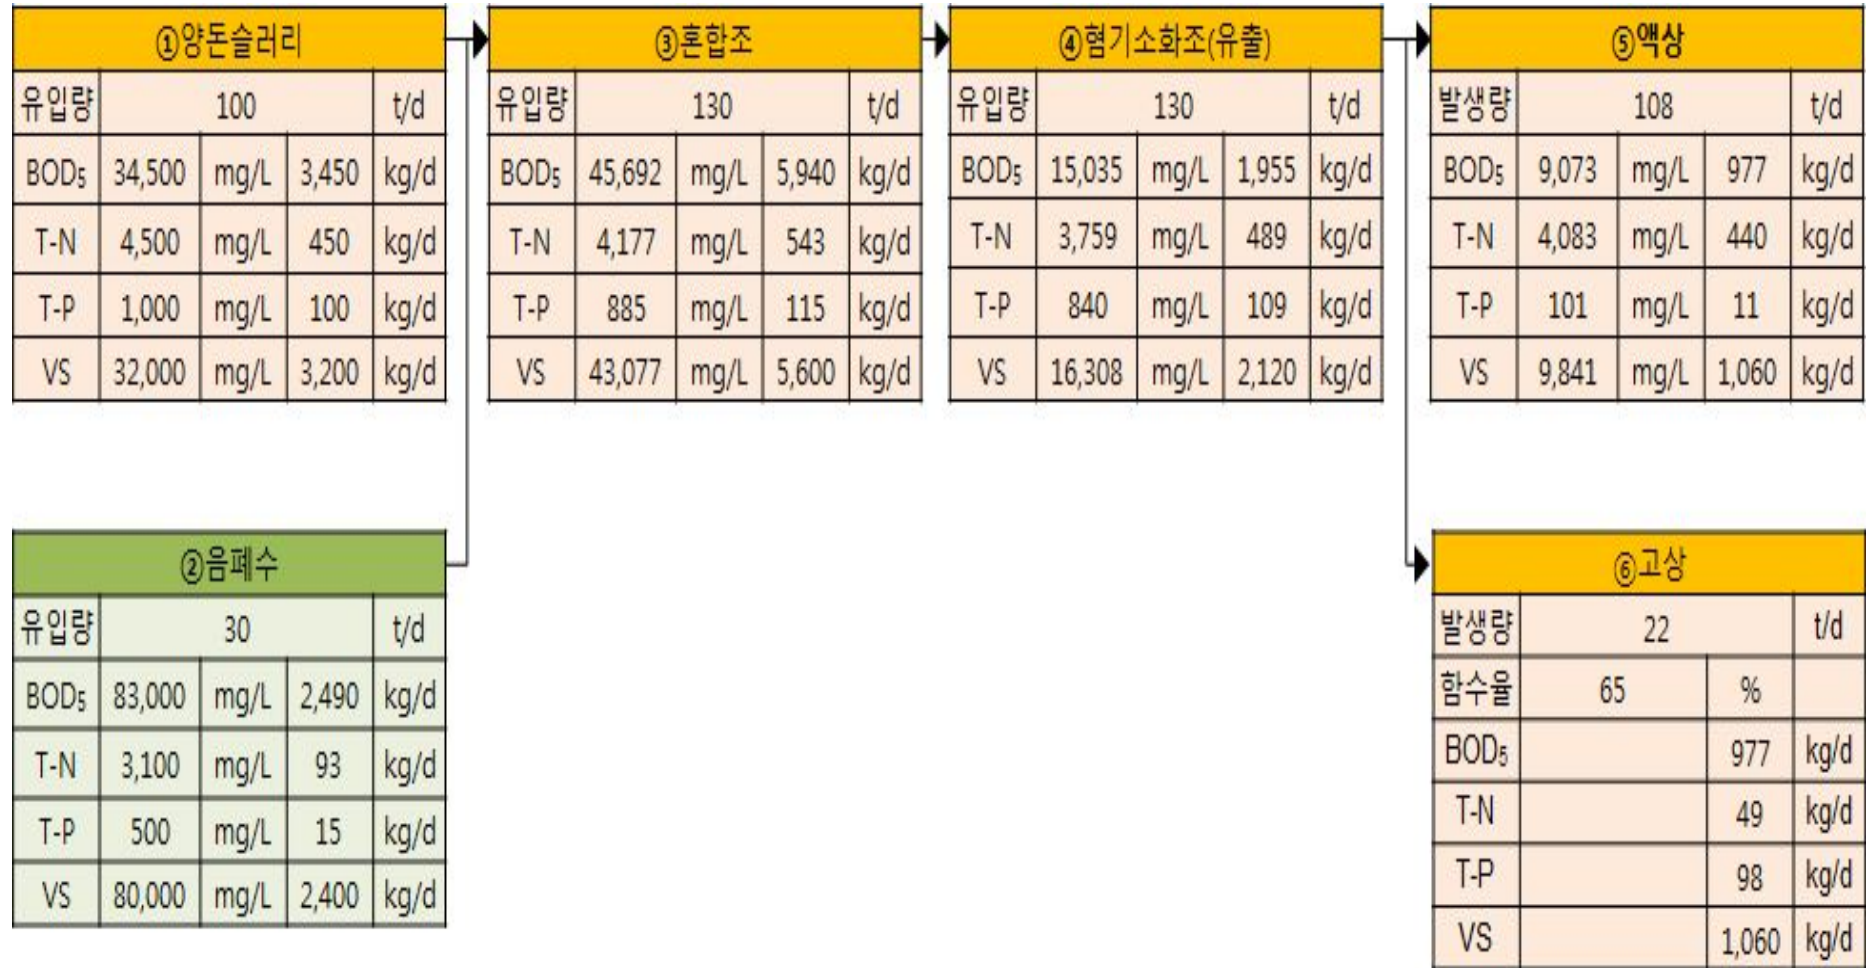 ①양돈슬러리
유입량 100 t/d
BOD₅ 34,500 mg/L 3,450 kg/d
T-N 4,500 mg/L 450 kg/d
T-P 1,000 mg/L 100 kg/d
VS 32,000 mg/L 3,200 kg/d
②음폐수
유입량 30 t/d
BOD₅ 83,000 mg/L 2,490 kg/d
T-N 3,100 mg/L 93 kg/d
T-P 500 mg/L 15 kg/d
VS 80,000 mg/L 2,400 kg/d
③혼합조
유입량 130 t/d
BOD₅ 45,692 mg/L 5,940 kg/d
T-N 4,177 mg/L 543 kg/d
T-P 885 mg/L 115 kg/d
VS 43,077 mg/L 5,600 kg/d
④혐기소화조(유출)
유입량 130 t/d
BOD₅ 15,035 mg/L 1,955 kg/d
T-N 3,759 mg/L 489 kg/d
T-P 840 mg/L 109 kg/d
VS 16,308 mg/L 2,120 kg/d
⑤액상
발생량 108 t/d
BOD₅ 9,073 mg/L 977 kg/d
T-N 4,083 mg/L 440 kg/d
T-P 101 mg/L 11 kg/d
VS 9,841 mg/L 1,060 kg/d
⑥고상
발생량 22 t/d
함수율 65 %
BOD₅ 977 kg/d
T-N 49 kg/d
T-P 98 kg/d
VS 1,060 kg/d